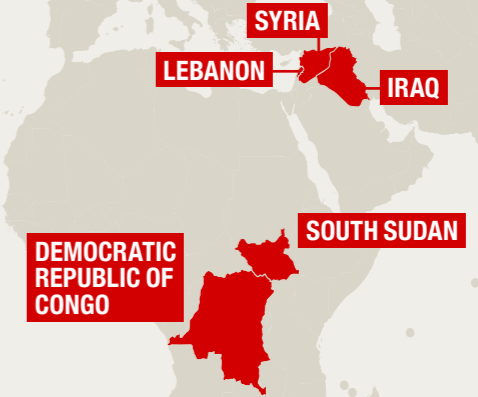 SYRIA
LEBANON
IRAQ
SOUTH SUDAN
DEMOCRATIC
REPUBLIC OF
CONGO